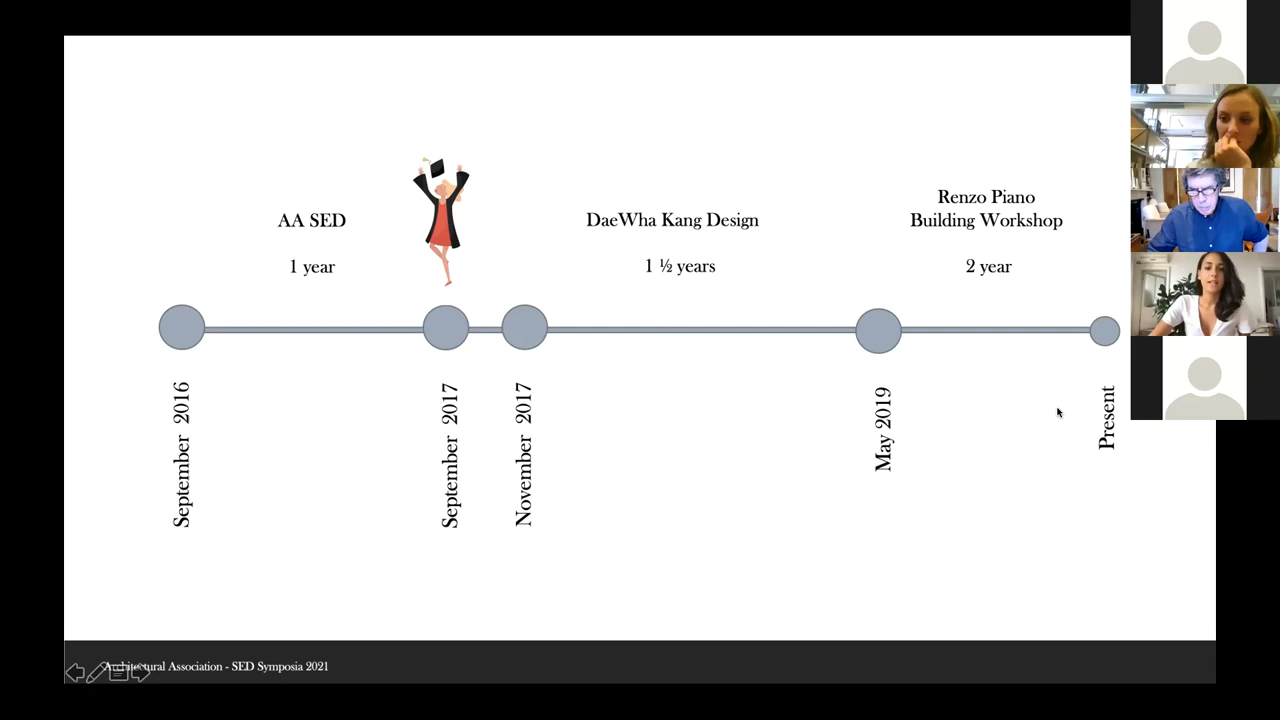 AA SED
1 year
DaeWha Kang Design
1 ½ years
Renzo Piano
Building Workshop
2 year
September 2016
September 2017
November 2017
May 2019
Present
Architectural Association - SED Symposia 2021